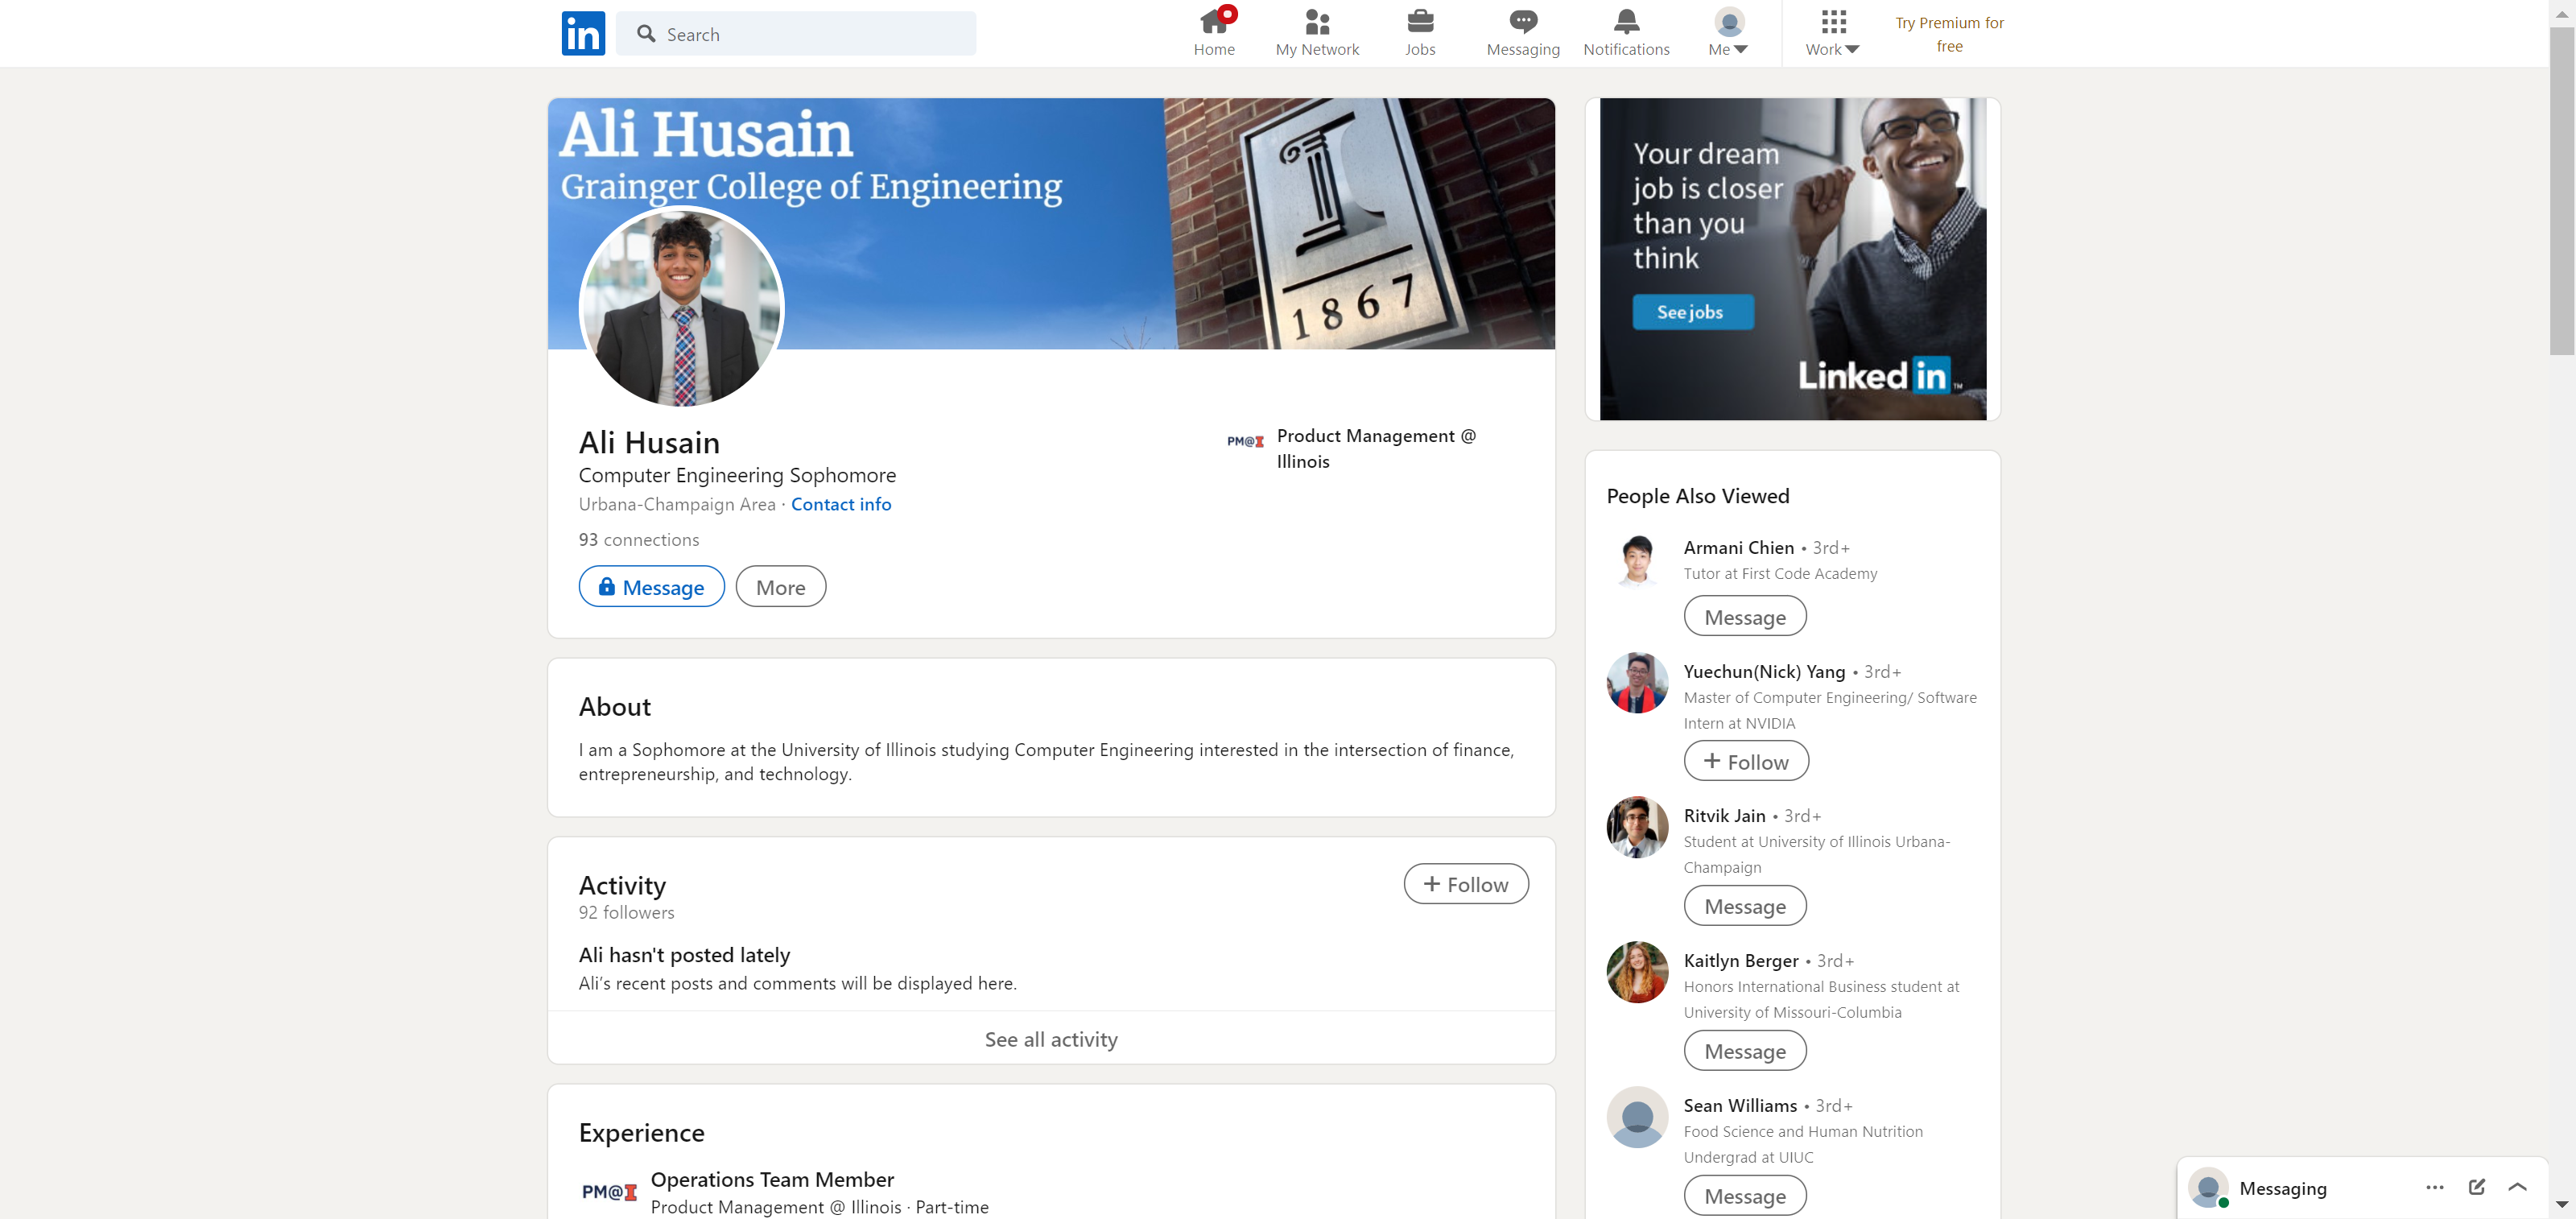 in
Search
Home
My Network
Jobs
Messaging
Notifications
Me
Work
Try Premium for
free
Ali Husain
Grainger College of Engineering
I
1867
Ali Husain
Computer Engineering Sophomore
Urbana-Champaign Area · Contact info
93 connections
Message
More
PM@I
Product Management @
Illinois
About
I am a Sophomore at the University of Illinois studying Computer Engineering interested in the intersection of finance,
entrepreneurship, and technology.
Activity
92 followers
+ Follow
Ali hasn't posted lately
Ali’s recent posts and comments will be displayed here.
See all activity
Experience
PM@I
Operations Team Member
Product Management @ Illinois · Part-time
Your dream
job is closer
than you
think
See jobs
Linked in ™
People Also Viewed
Armani Chien • 3rd+
Tutor at First Code Academy
Message
Yuechun(Nick) Yang • 3rd+
Master of Computer Engineering/ Software
Intern at NVIDIA
+ Follow
Ritvik Jain • 3rd+
Student at University of Illinois Urbana-
Champaign
Message
Kaitlyn Berger • 3rd+
Honors International Business student at
University of Missouri-Columbia
Message
Sean Williams • 3rd+
Food Science and Human Nutrition
Undergrad at UIUC
Message
Messaging